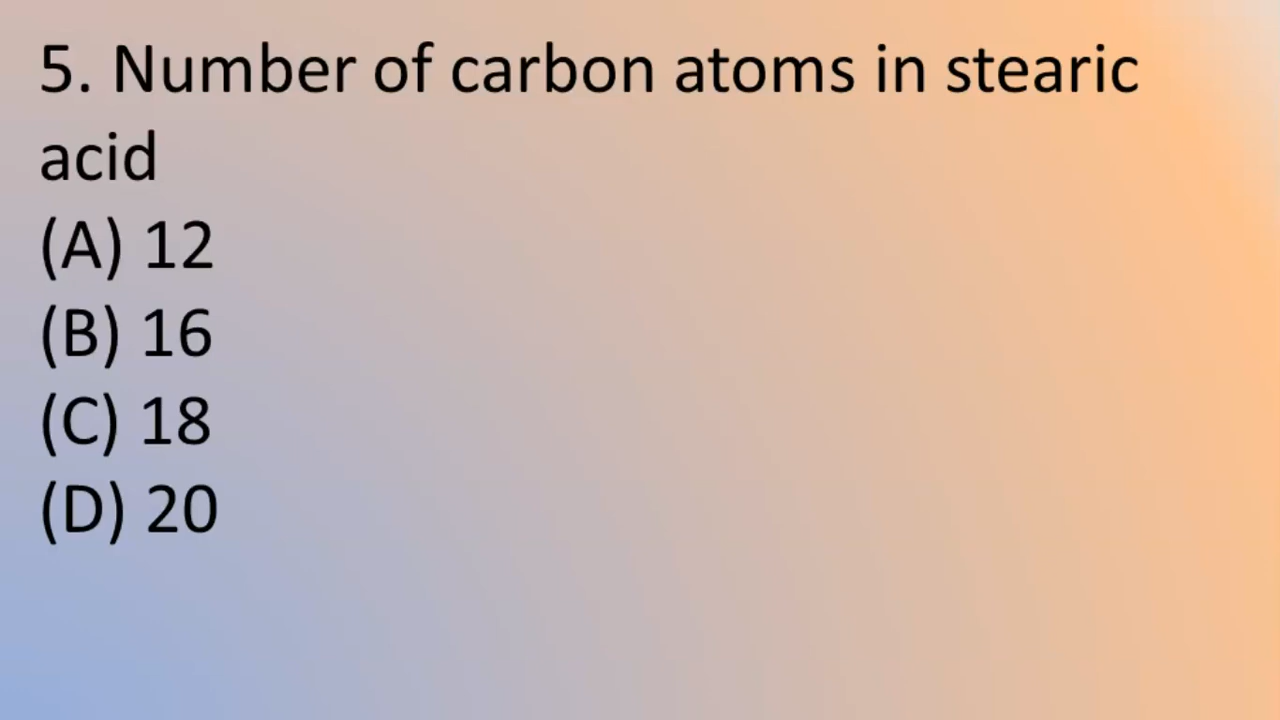 5. Number of carbon atoms in stearic
acid
(A) 12
(B) 16
(C) 18
(D) 20